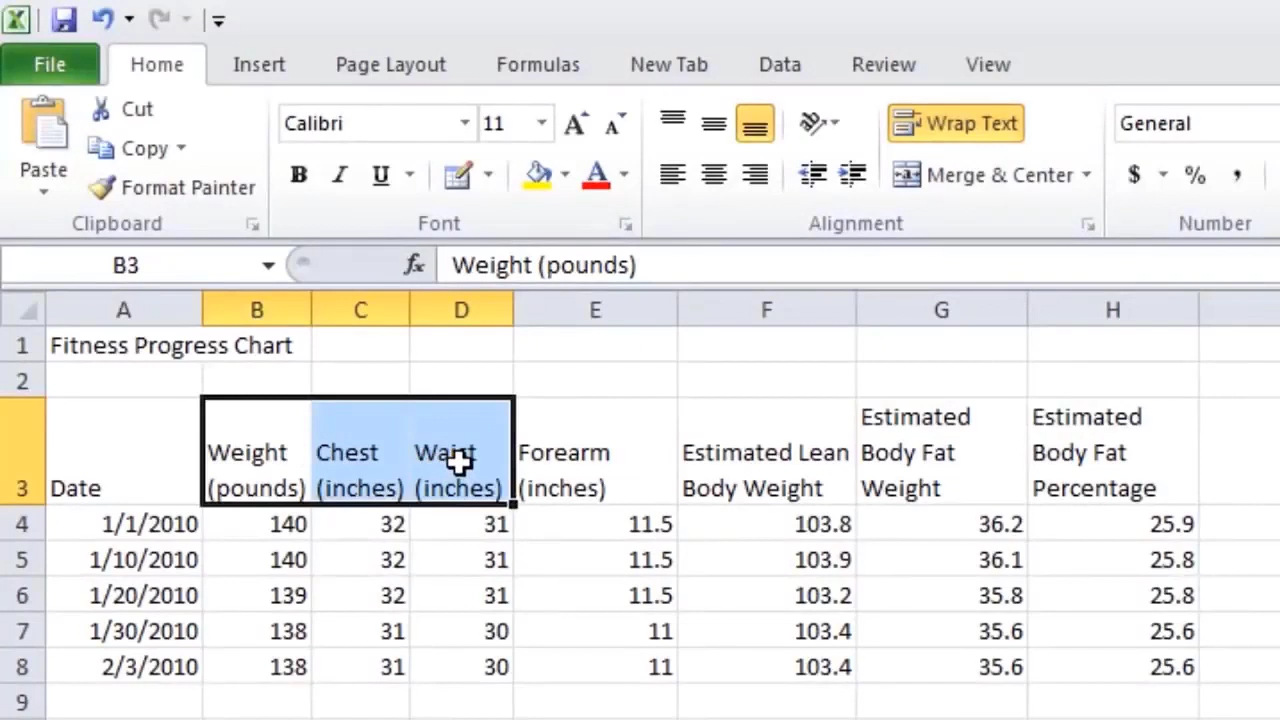 File Home Insert Page Layout Formulas New Tab Data Review View
Paste
Cut
Copy
Format Painter
Clipboard
Calibri 11 A A
B I U A
Font
Wrap Text
Merge & Center
Alignment
General
$ % ,
Number
B3 fx Weight (pounds)
A B C D E F G H
1 Fitness Progress Chart
2
3 Date
Weight
(pounds)
Chest
(inches)
Waist
(inches)
Forearm
(inches)
Estimated Lean
Body Weight
Estimated
Body Fat
Weight
Estimated
Body Fat
Percentage
4 1/1/2010 140 32 31 11.5 103.8 36.2 25.9
5 1/10/2010 140 32 31 11.5 103.9 36.1 25.8
6 1/20/2010 139 32 31 11.5 103.2 35.8 25.8
7 1/30/2010 138 31 30 11 103.4 35.6 25.6
8 2/3/2010 138 31 30 11 103.4 35.6 25.6
9